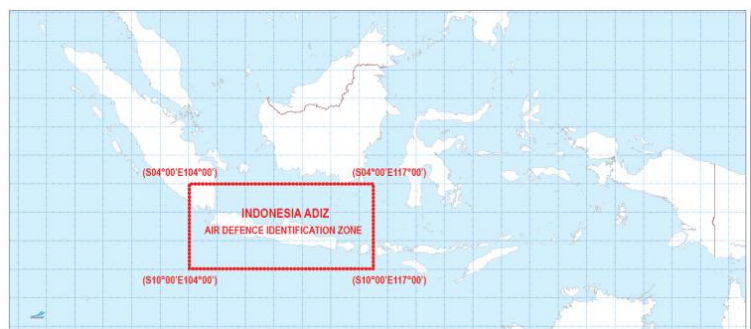 (S04°00'E104°00')
(S04°00'E117°00')
INDONESIA ADIZ
AIR DEFENCE IDENTIFICATION ZONE
(S10°00'E104°00')
(S10°00'E117°00')